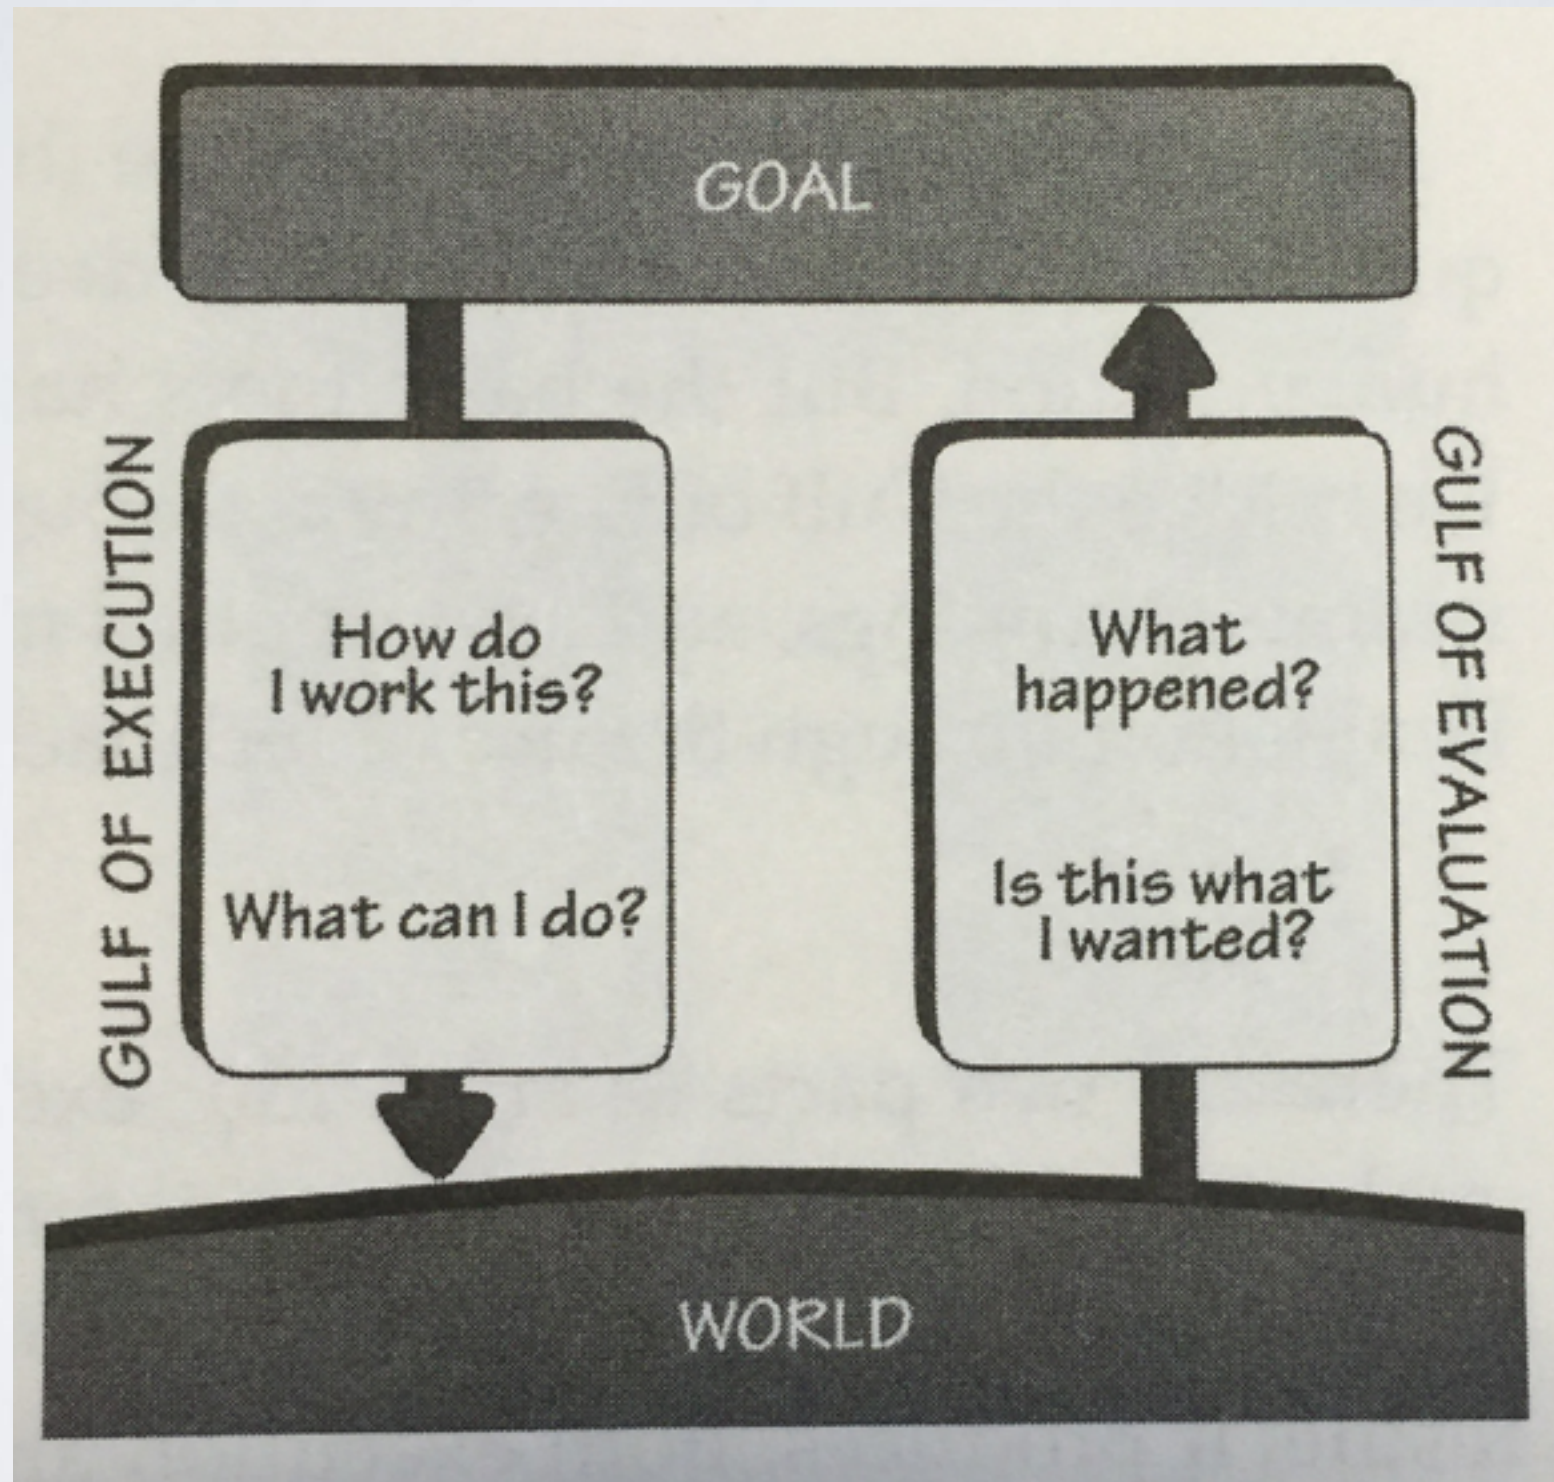 GOAL
GULF OF EXECUTION
How do
I work this?
What can I do?
What
happened?
Is this what
I wanted?
GULF OF EVALUATION
WORLD